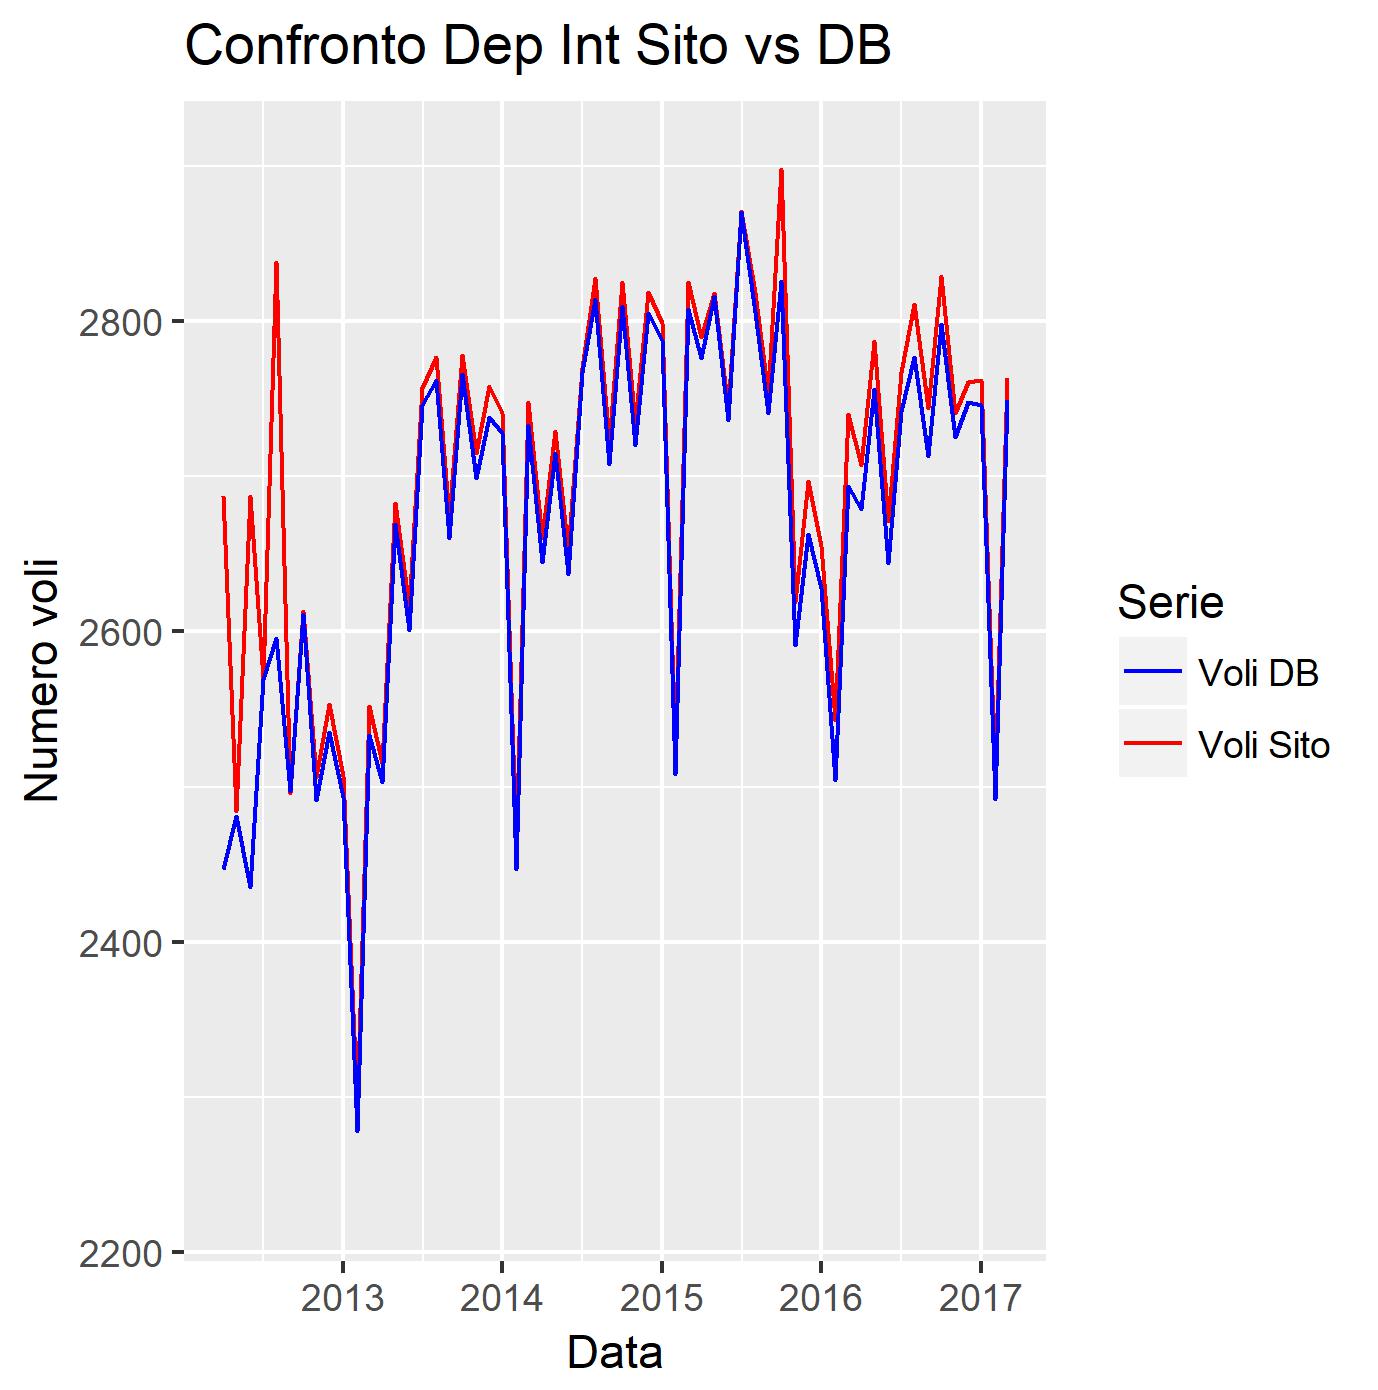 Confronto Dep Int Sito vs DB
Numero voli
2800
2600
2400
2200
2013
2014
2015
2016
2017
Data
Serie
Voli DB
Voli Sito